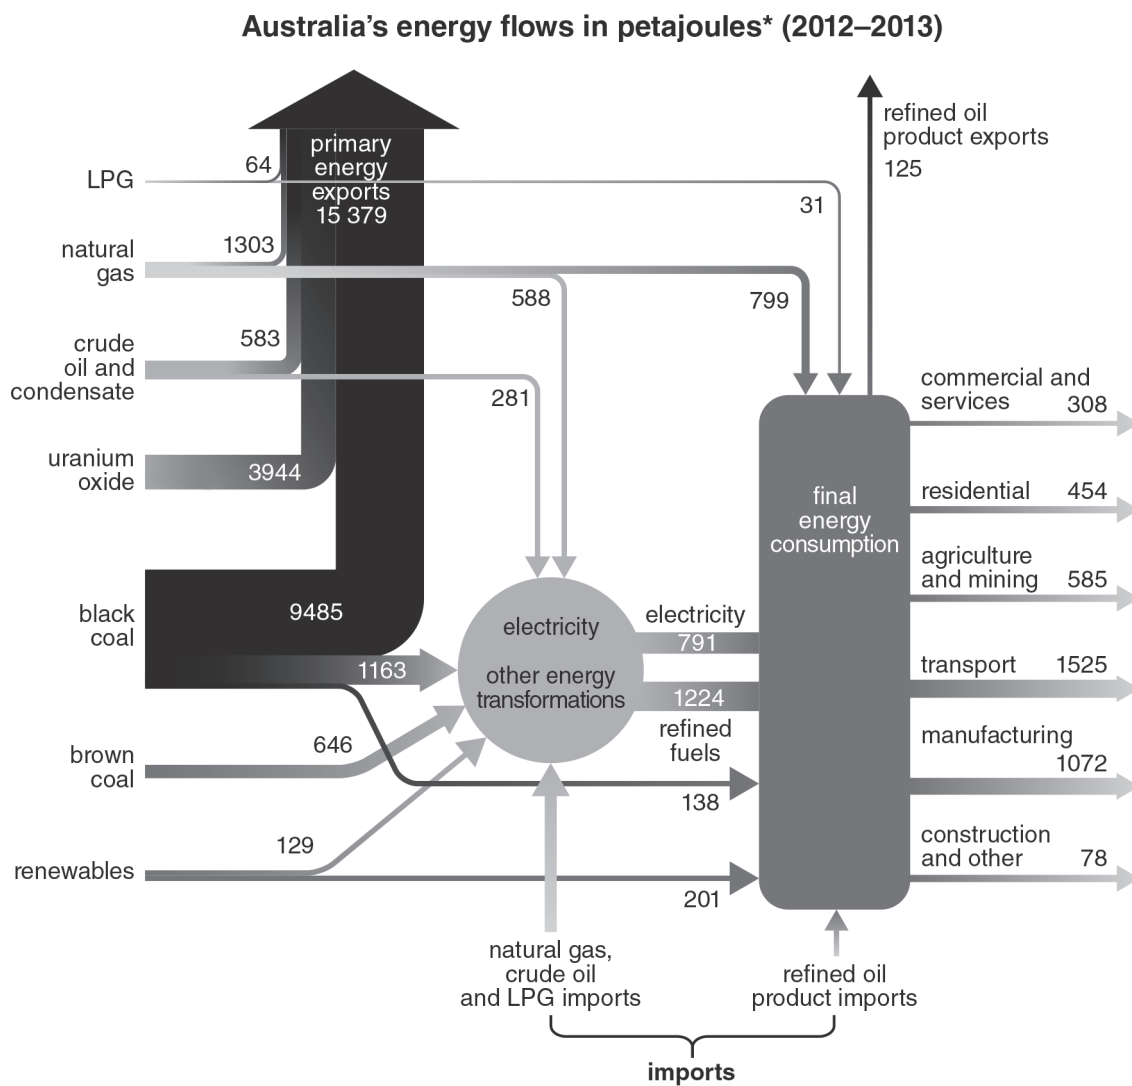 Australia's energy flows in petajoules* (2012–2013)
primary
energy
exports
15 379
refined oil
product exports
125
LPG
64
31
natural
gas
1303
588
799
crude
oil and
condensate
583
281
uranium
oxide
3944
black
coal
9485
1163
brown
coal
646
138
renewables
129
201
electricity
other energy
transformations
electricity
791
1224
refined
fuels
final
energy
consumption
commercial and
services 308
residential 454
agriculture
and mining 585
transport 1525
manufacturing
1072
construction
and other 78
natural gas,
crude oil
and LPG imports
refined oil
product imports
imports